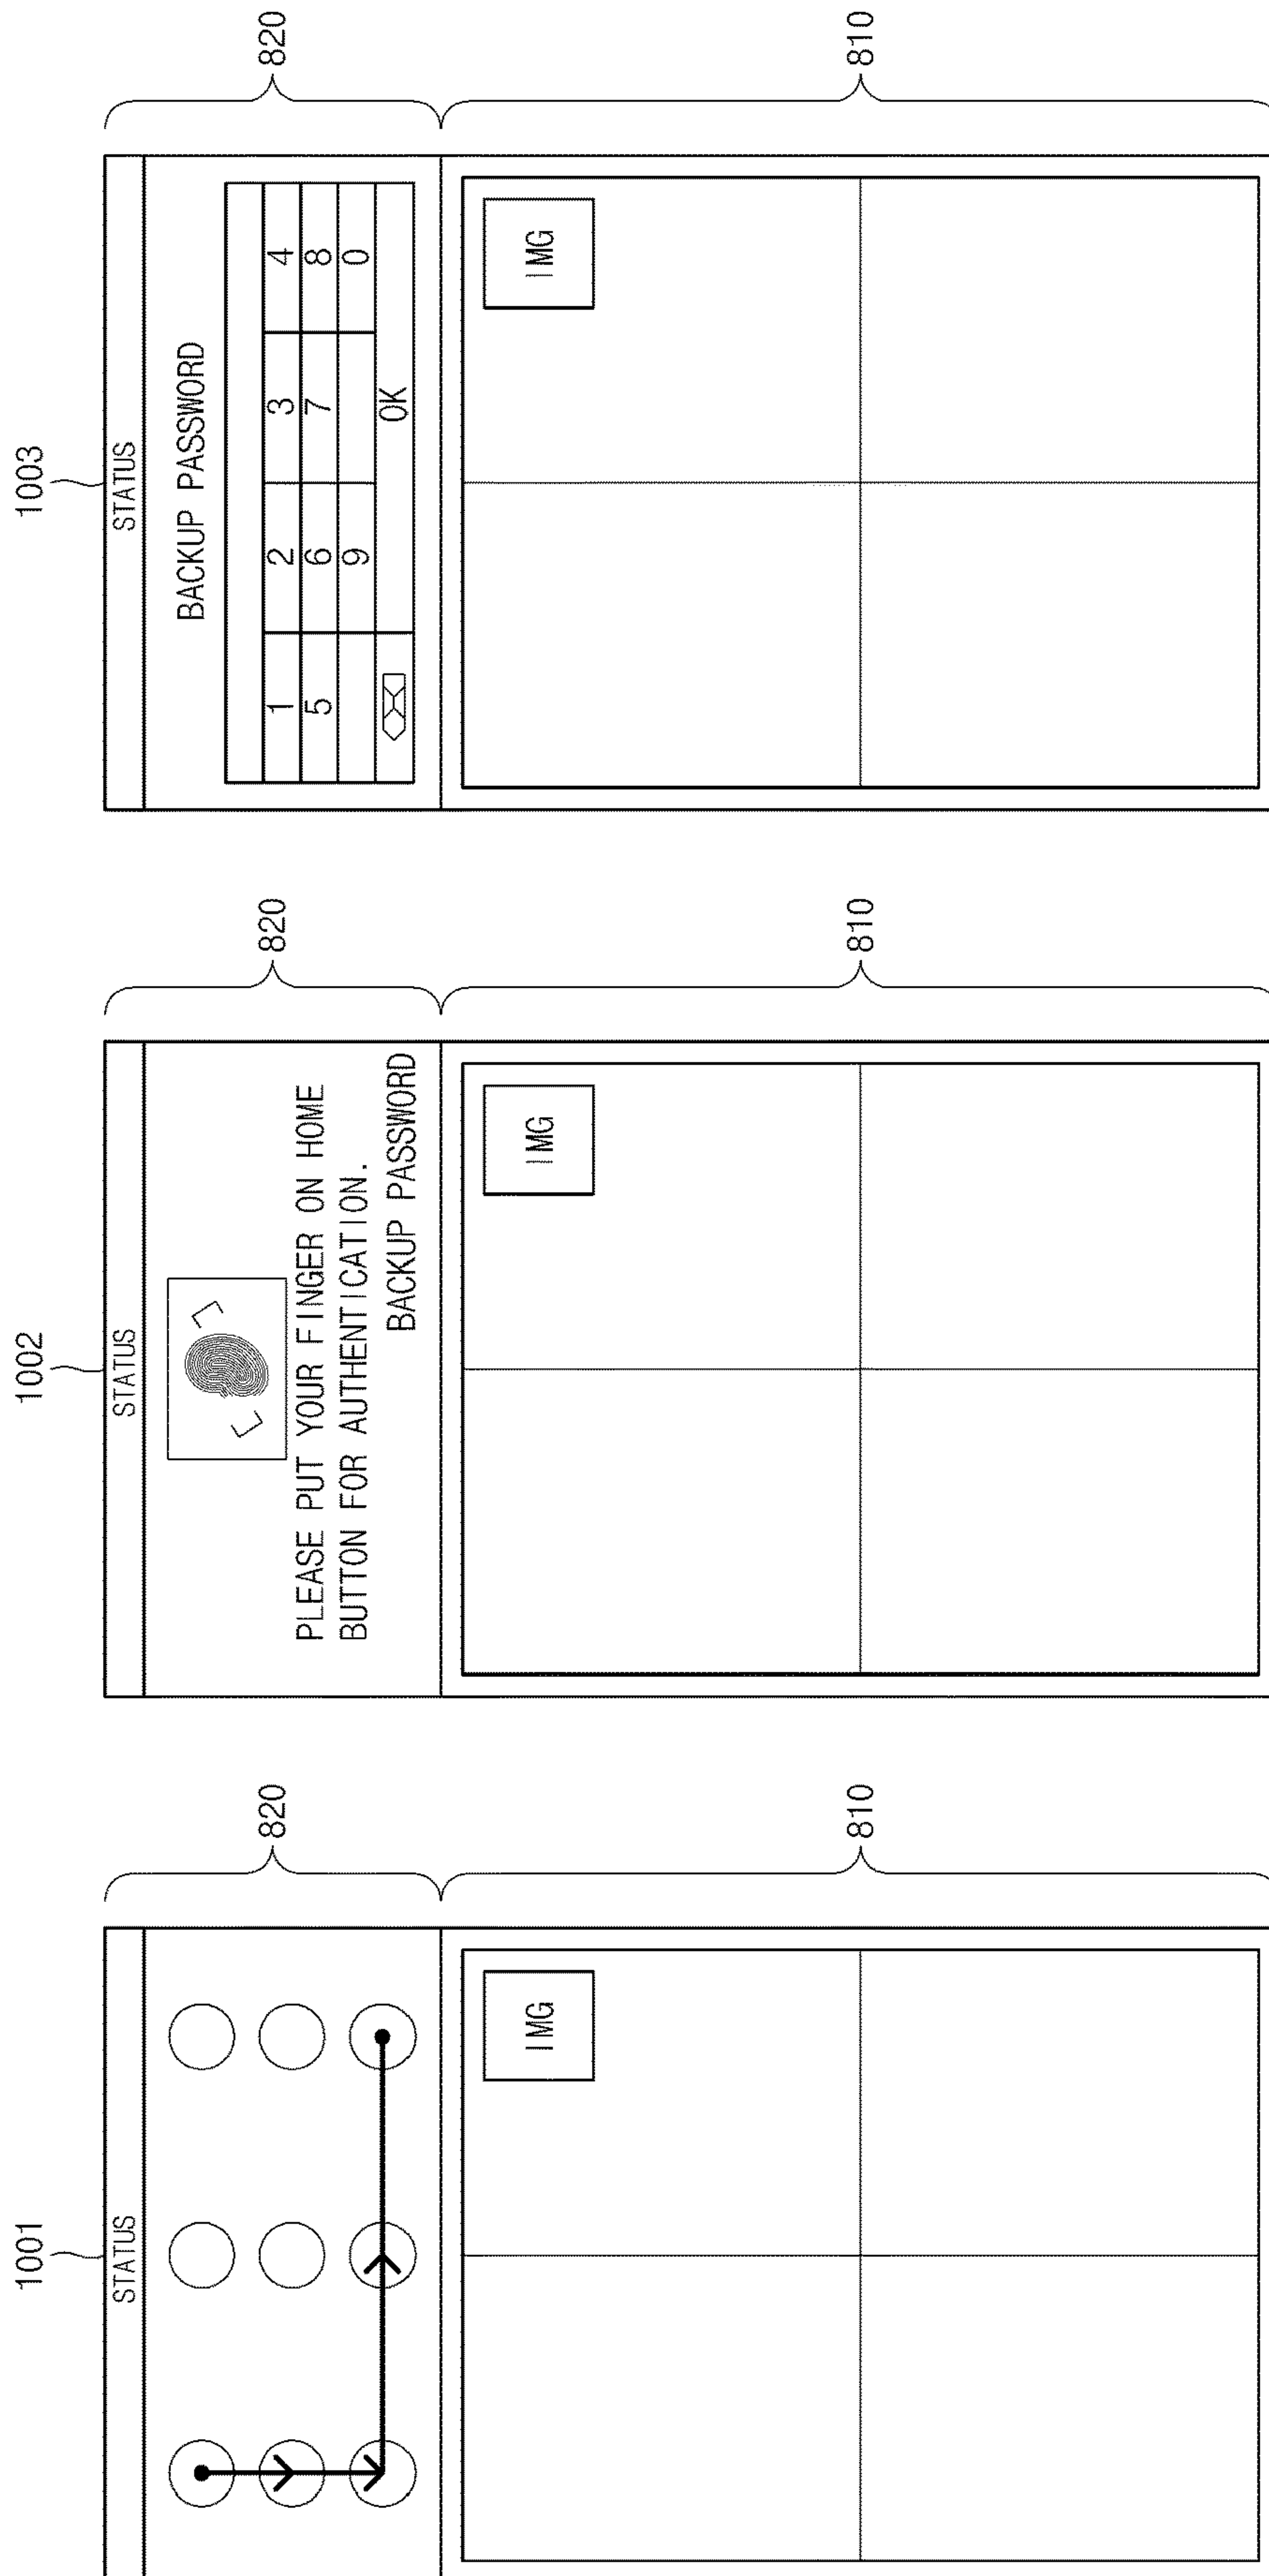 1001
STATUS
820
IMG
810
1002
STATUS
PLEASE PUT YOUR FINGER ON HOME
BUTTON FOR AUTHENTICATION.
BACKUP PASSWORD
820
IMG
810
1003
STATUS
BACKUP PASSWORD
1 2 3 4
5 6 7 8
9 0
OK
820
IMG
810